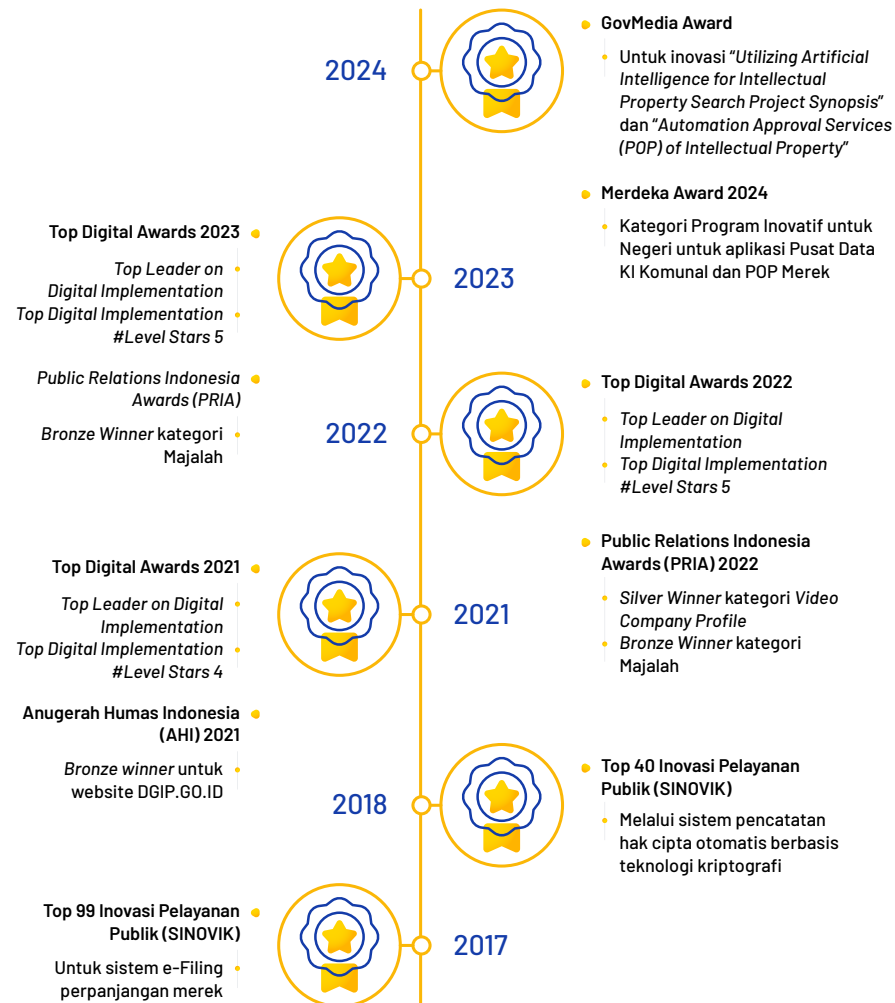 2024
GovMedia Award
Untuk inovasi “Utilizing Artificial
Intelligence for Intellectual
Property Search Project Synopsis”
dan “Automation Approval Services
(POP) of Intellectual Property”
Merdeka Award 2024
Kategori Program Inovatif untuk
Negeri untuk aplikasi Pusat Data
KI Komunal dan POP Merek
2023
Top Digital Awards 2023
Top Leader on
Digital Implementation
Top Digital Implementation
#Level Stars 5
Public Relations Indonesia
Awards (PRIA)
Bronze Winner kategori
Majalah
2022
Top Digital Awards 2022
Top Leader on Digital
Implementation
Top Digital Implementation
#Level Stars 5
Public Relations Indonesia
Awards (PRIA) 2022
Silver Winner kategori Video
Company Profile
Bronze Winner kategori
Majalah
2021
Top Digital Awards 2021
Top Leader on Digital
Implementation
Top Digital Implementation
#Level Stars 4
Anugerah Humas Indonesia
(AHI) 2021
Bronze winner untuk
website DGIP.GO.ID
2018
Top 40 Inovasi Pelayanan
Publik (SINOVIK)
Melalui sistem pencatatan
hak cipta otomatis berbasis
teknologi kriptografi
2017
Top 99 Inovasi Pelayanan
Publik (SINOVIK)
Untuk sistem e-Filing
perpanjangan merek